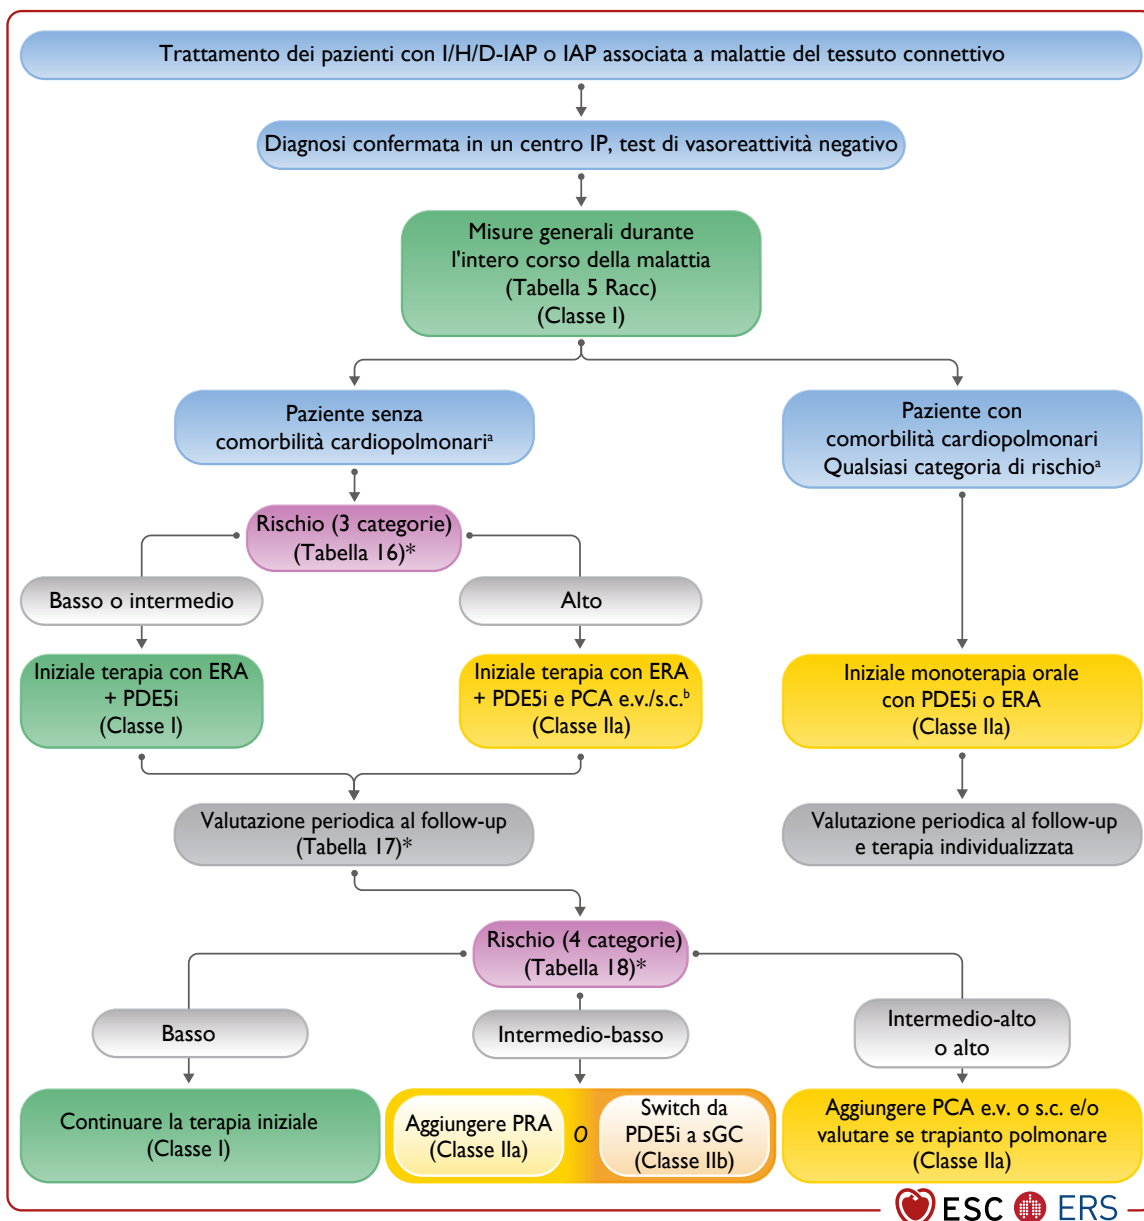 Trattamento dei pazienti con I/H/D-IAP o IAP associata a malattie del tessuto connettivo
Diagnosi confermata in un centro IP, test di vasoreattività negativo
Misure generali durante
l'intero corso della malattia
(Tabella 5 Racc)
(Classe I)
Paziente senza
comorbilità cardiopolmonariᵃ
Paziente con
comorbilità cardiopolmonari
Qualsiasi categoria di rischioᵃ
Rischio (3 categorie)
(Tabella 16)*
Basso o intermedio
Alto
Iniziale terapia con ERA
+ PDE5i
(Classe I)
Iniziale terapia con ERA
+ PDE5i e PCA e.v./s.c.ᵇ
(Classe IIa)
Iniziale monoterapia orale
con PDE5i o ERA
(Classe IIa)
Valutazione periodica al follow-up
(Tabella 17)*
Valutazione periodica al follow-up
e terapia individualizzata
Rischio (4 categorie)
(Tabella 18)*
Basso
Intermedio-basso
Intermedio-alto
o alto
Continuare la terapia iniziale
(Classe I)
Aggiungere PRA
(Classe IIa)
O
Switch da
PDE5i a sGC
(Classe IIb)
Aggiungere PCA e.v. o s.c. e/o
valutare se trapianto polmonare
(Classe IIa)
ESC ERS